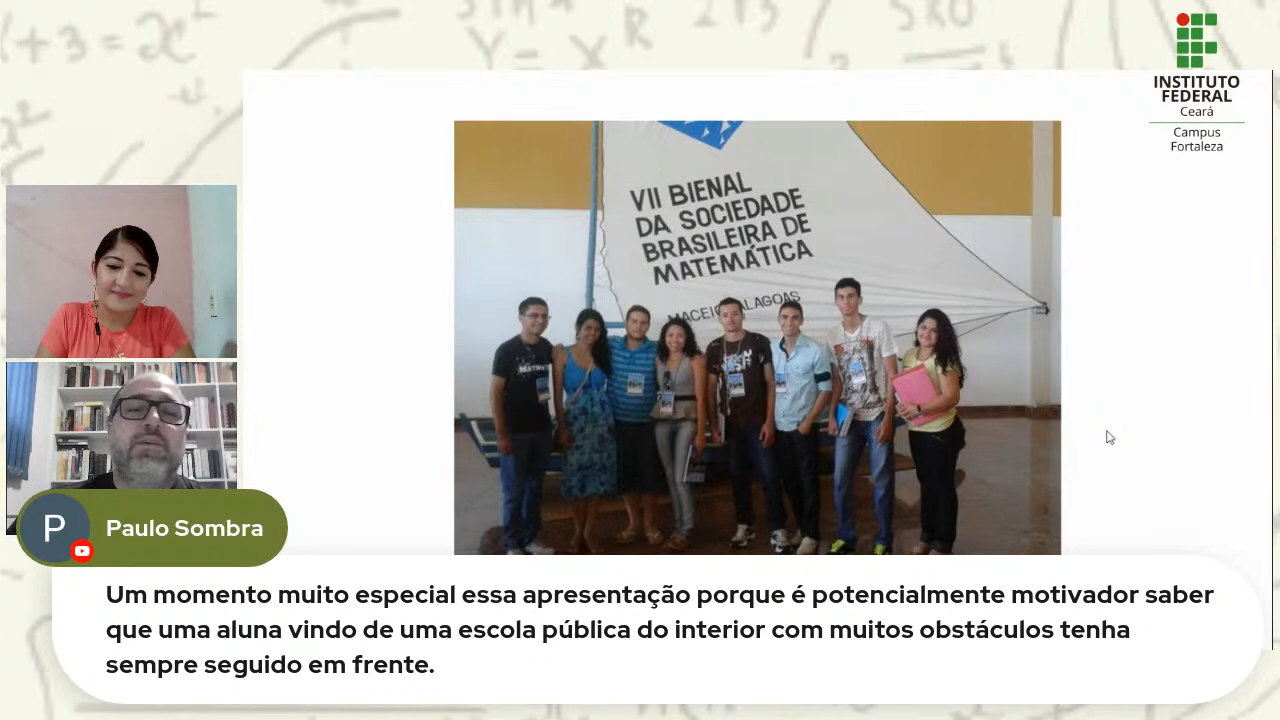 INSTITUTO
FEDERAL
Ceará
Campus
Fortaleza
VII BIENAL
DA SOCIEDADE
BRASILEIRA DE
MATEMÁTICA
P
Paulo Sombra
Um momento muito especial essa apresentação porque é potencialmente motivador saber
que uma aluna vindo de uma escola pública do interior com muitos obstáculos tenha
sempre seguido em frente.